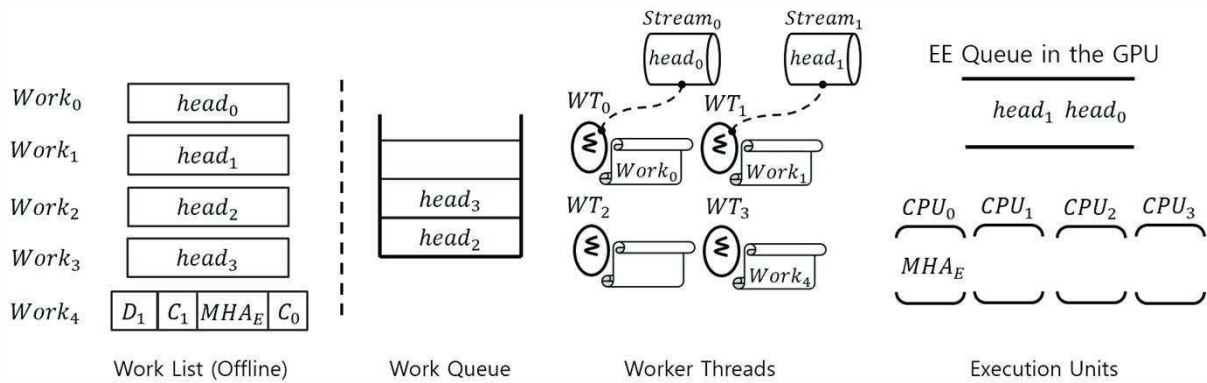 Work₀ head₀
Work₁ head₁
Work₂ head₂
Work₃ head₃
Work₄ D₁ C₁ MHA_E C₀
Work List (Offline)
head₃
head₂
Work Queue
Stream₀ Stream₁
head₀ head₁
WT₀ WT₁
W W
Work₀ Work₁
WT₂ WT₃
W W
Work₄
Worker Threads
EE Queue in the GPU
head₁ head₀
CPU₀ CPU₁ CPU₂ CPU₃
MHA_E
Execution Units